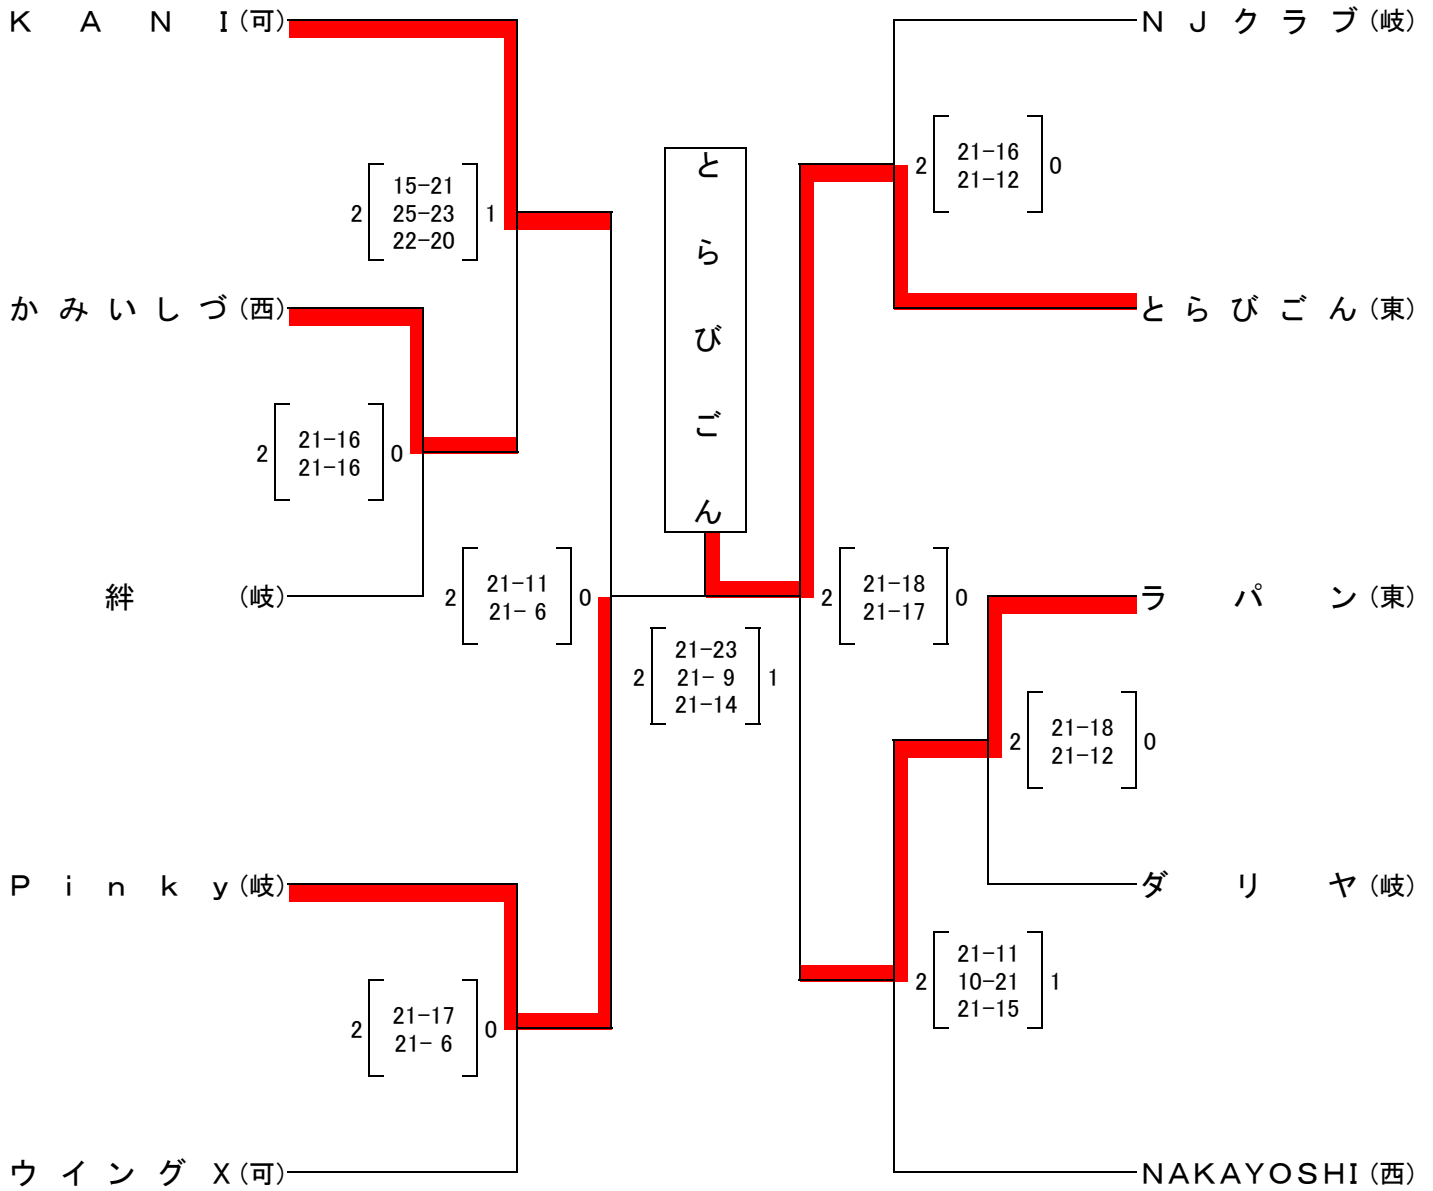 KANI(可)
2 15-21 1
25-23
22-20
かみいしづ(西)
2 21-16 0
21-16
絆(岐)
2 21-11 0
21- 6
Pinky(岐)
2 21-17 0
21- 6
ウイングX(可)
とらびごん
2 21-23 1
21- 9
21-14
NJクラブ(岐)
2 21-16 0
21-12
とらびごん(東)
2 21-18 0
21-17
ラパン(東)
2 21-18 0
21-12
ダリヤ(岐)
2 21-11 1
10-21
21-15
NAKAYOSHI(西)